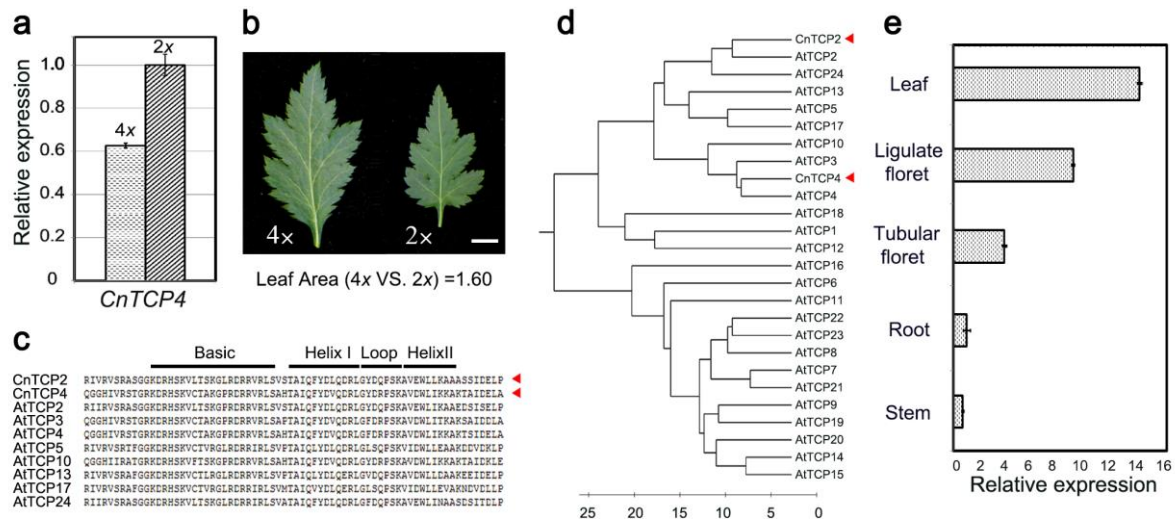 a
Relative expression
1.0
0.8
0.6
0.4
0.2
0
4x
2x
CnTCP4
b
4×
2×
Leaf Area (4x VS. 2x) =1.60
c
Basic
Helix I
Loop
HelixII
CnTCP2
CnTCP4
AtTCP2
AtTCP3
AtTCP4
AtTCP5
AtTCP10
AtTCP13
AtTCP17
AtTCP24
d
CnTCP2
AtTCP2
AtTCP24
AtTCP13
AtTCP5
AtTCP17
AtTCP10
AtTCP3
CnTCP4
AtTCP4
AtTCP18
AtTCP1
AtTCP12
AtTCP16
AtTCP6
AtTCP11
AtTCP22
AtTCP23
AtTCP8
AtTCP7
AtTCP21
AtTCP9
AtTCP19
AtTCP20
AtTCP14
AtTCP15
25 20 15 10 5 0
e
Leaf
Ligulate
floret
Tubular
floret
Root
Stem
0 2 4 6 8 10 12 14 16
Relative expression